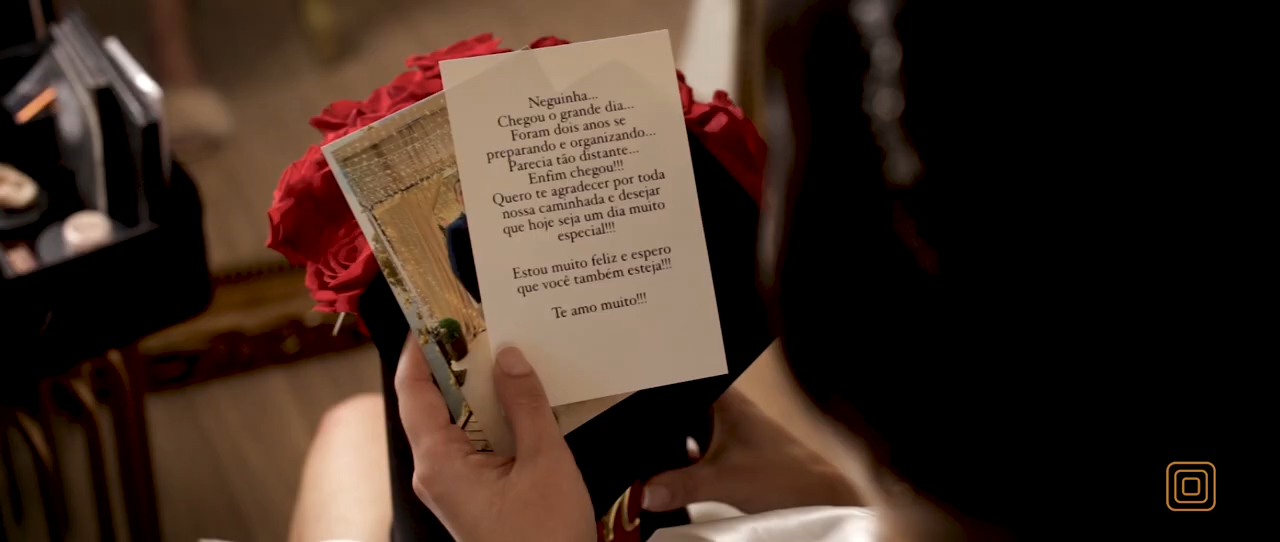 Neguinha...
Chegou o grande dia...
Foram dois anos se
preparando e organizando...
Parecia tão distante...
Enfim chegou!!!
Quero te agradecer por toda
nossa caminhada e desejar
que hoje seja um dia muito
especial!!!
Estou muito feliz e espero
que você também esteja!!!
Te amo muito!!!